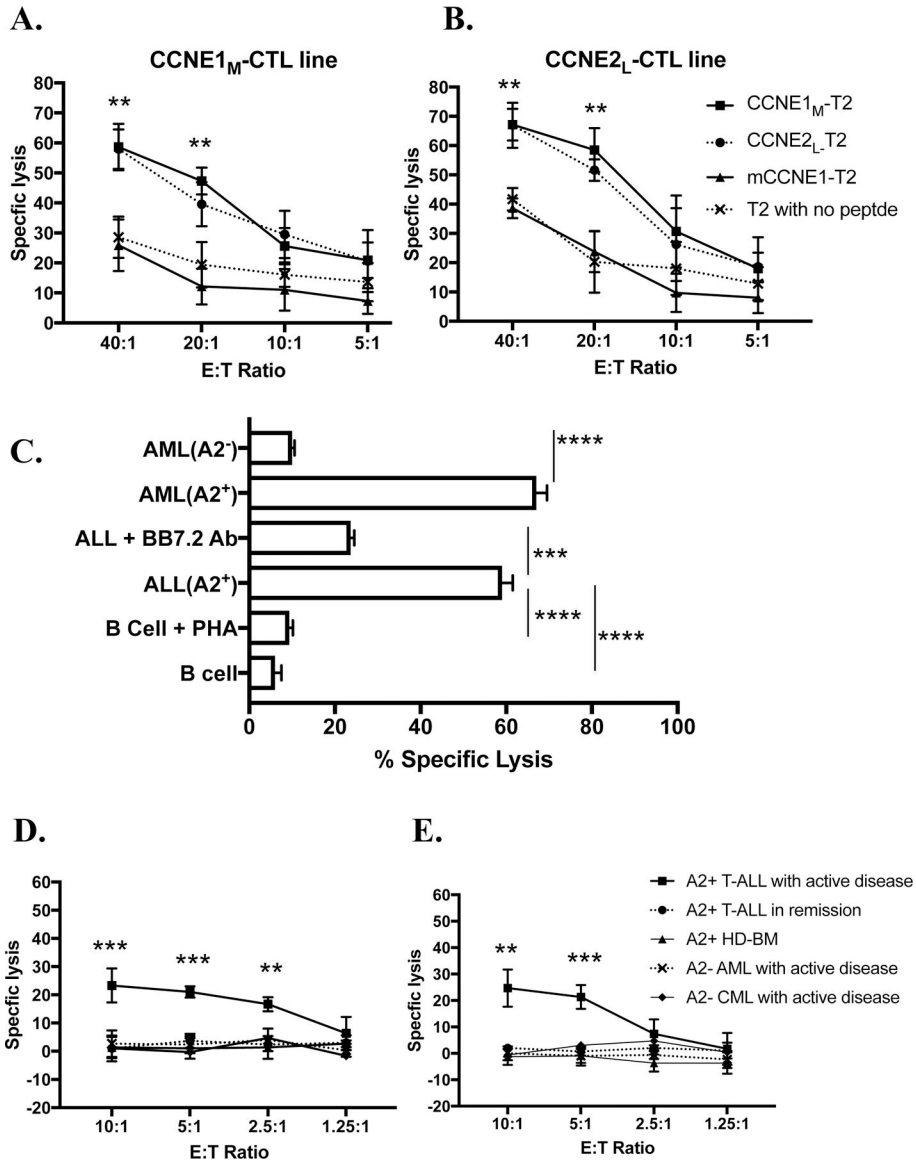 A.
CCNE1M-CTL line
Specfic lysis
80
70
60
50
40
30
20
10
0
**
**
40:1 20:1 10:1 5:1
E:T Ratio
B.
CCNE2L-CTL line
Specfic lysis
80
70
60
50
40
30
20
10
0
**
**
40:1 20:1 10:1 5:1
E:T Ratio
CCNE1M-T2
CCNE2L-T2
mCCNE1-T2
T2 with no peptde
C.
AML(A2-)
AML(A2+)
ALL + BB7.2 Ab
ALL(A2+)
B Cell + PHA
B cell
****
***
****
****
0 20 40 60 80 100
% Specific Lysis
D.
Specfic lysis
60
50
40
30
20
10
0
-10
-20
***
***
**
10:1 5:1 2.5:1 1.25:1
E:T Ratio
E.
Specfic lysis
60
50
40
30
20
10
0
-10
-20
**
***
10:1 5:1 2.5:1 1.25:1
E:T Ratio
A2+ T-ALL with active disease
A2+ T-ALL in remission
A2+ HD-BM
A2- AML with active disease
A2- CML with active disease